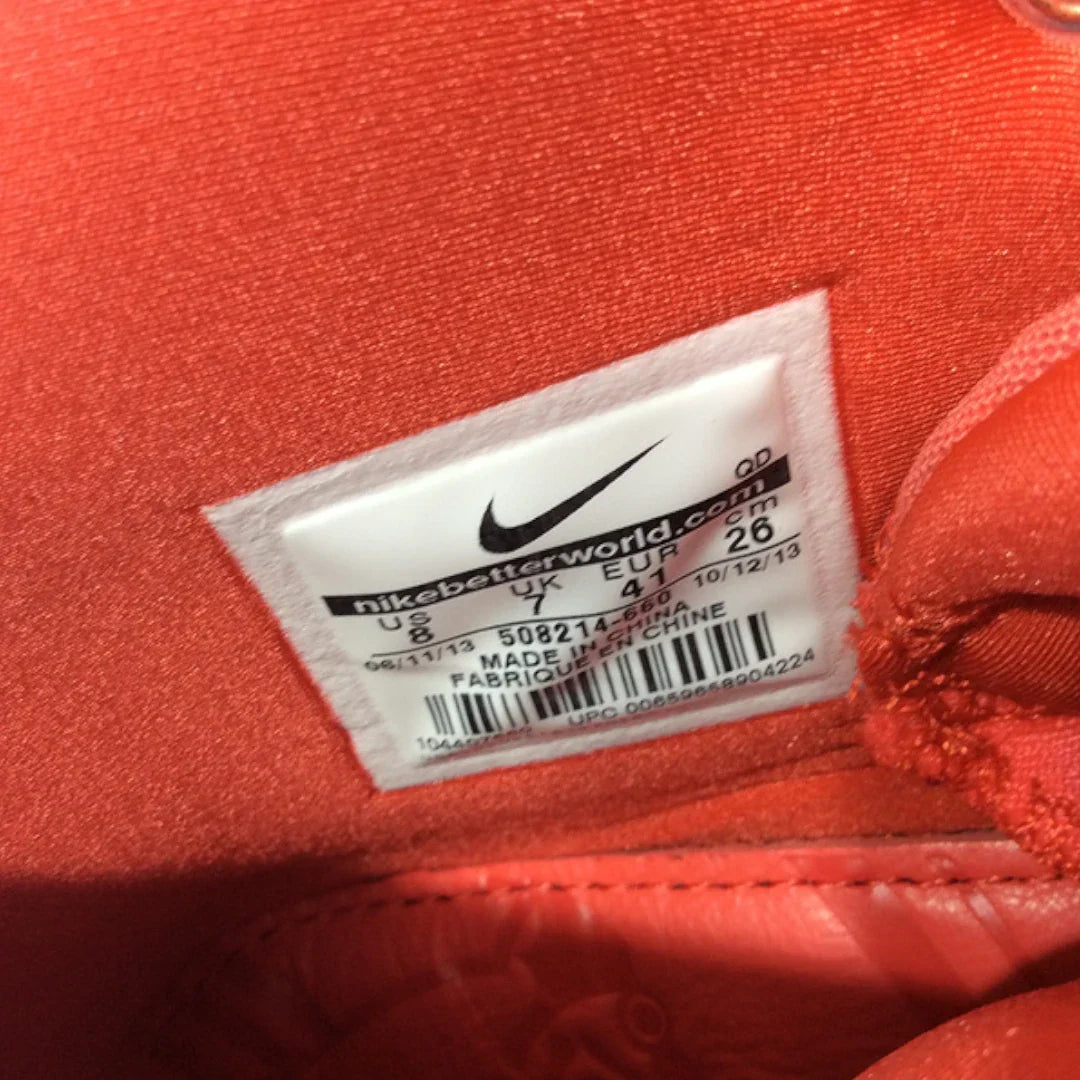 QD
nikebetterworld.com
US UK EUR cm
8 7 41 26
06/11/13 508214-660 10/12/13
MADE IN CHINA
FABRIQUE EN CHINE
UPC 00659658904224